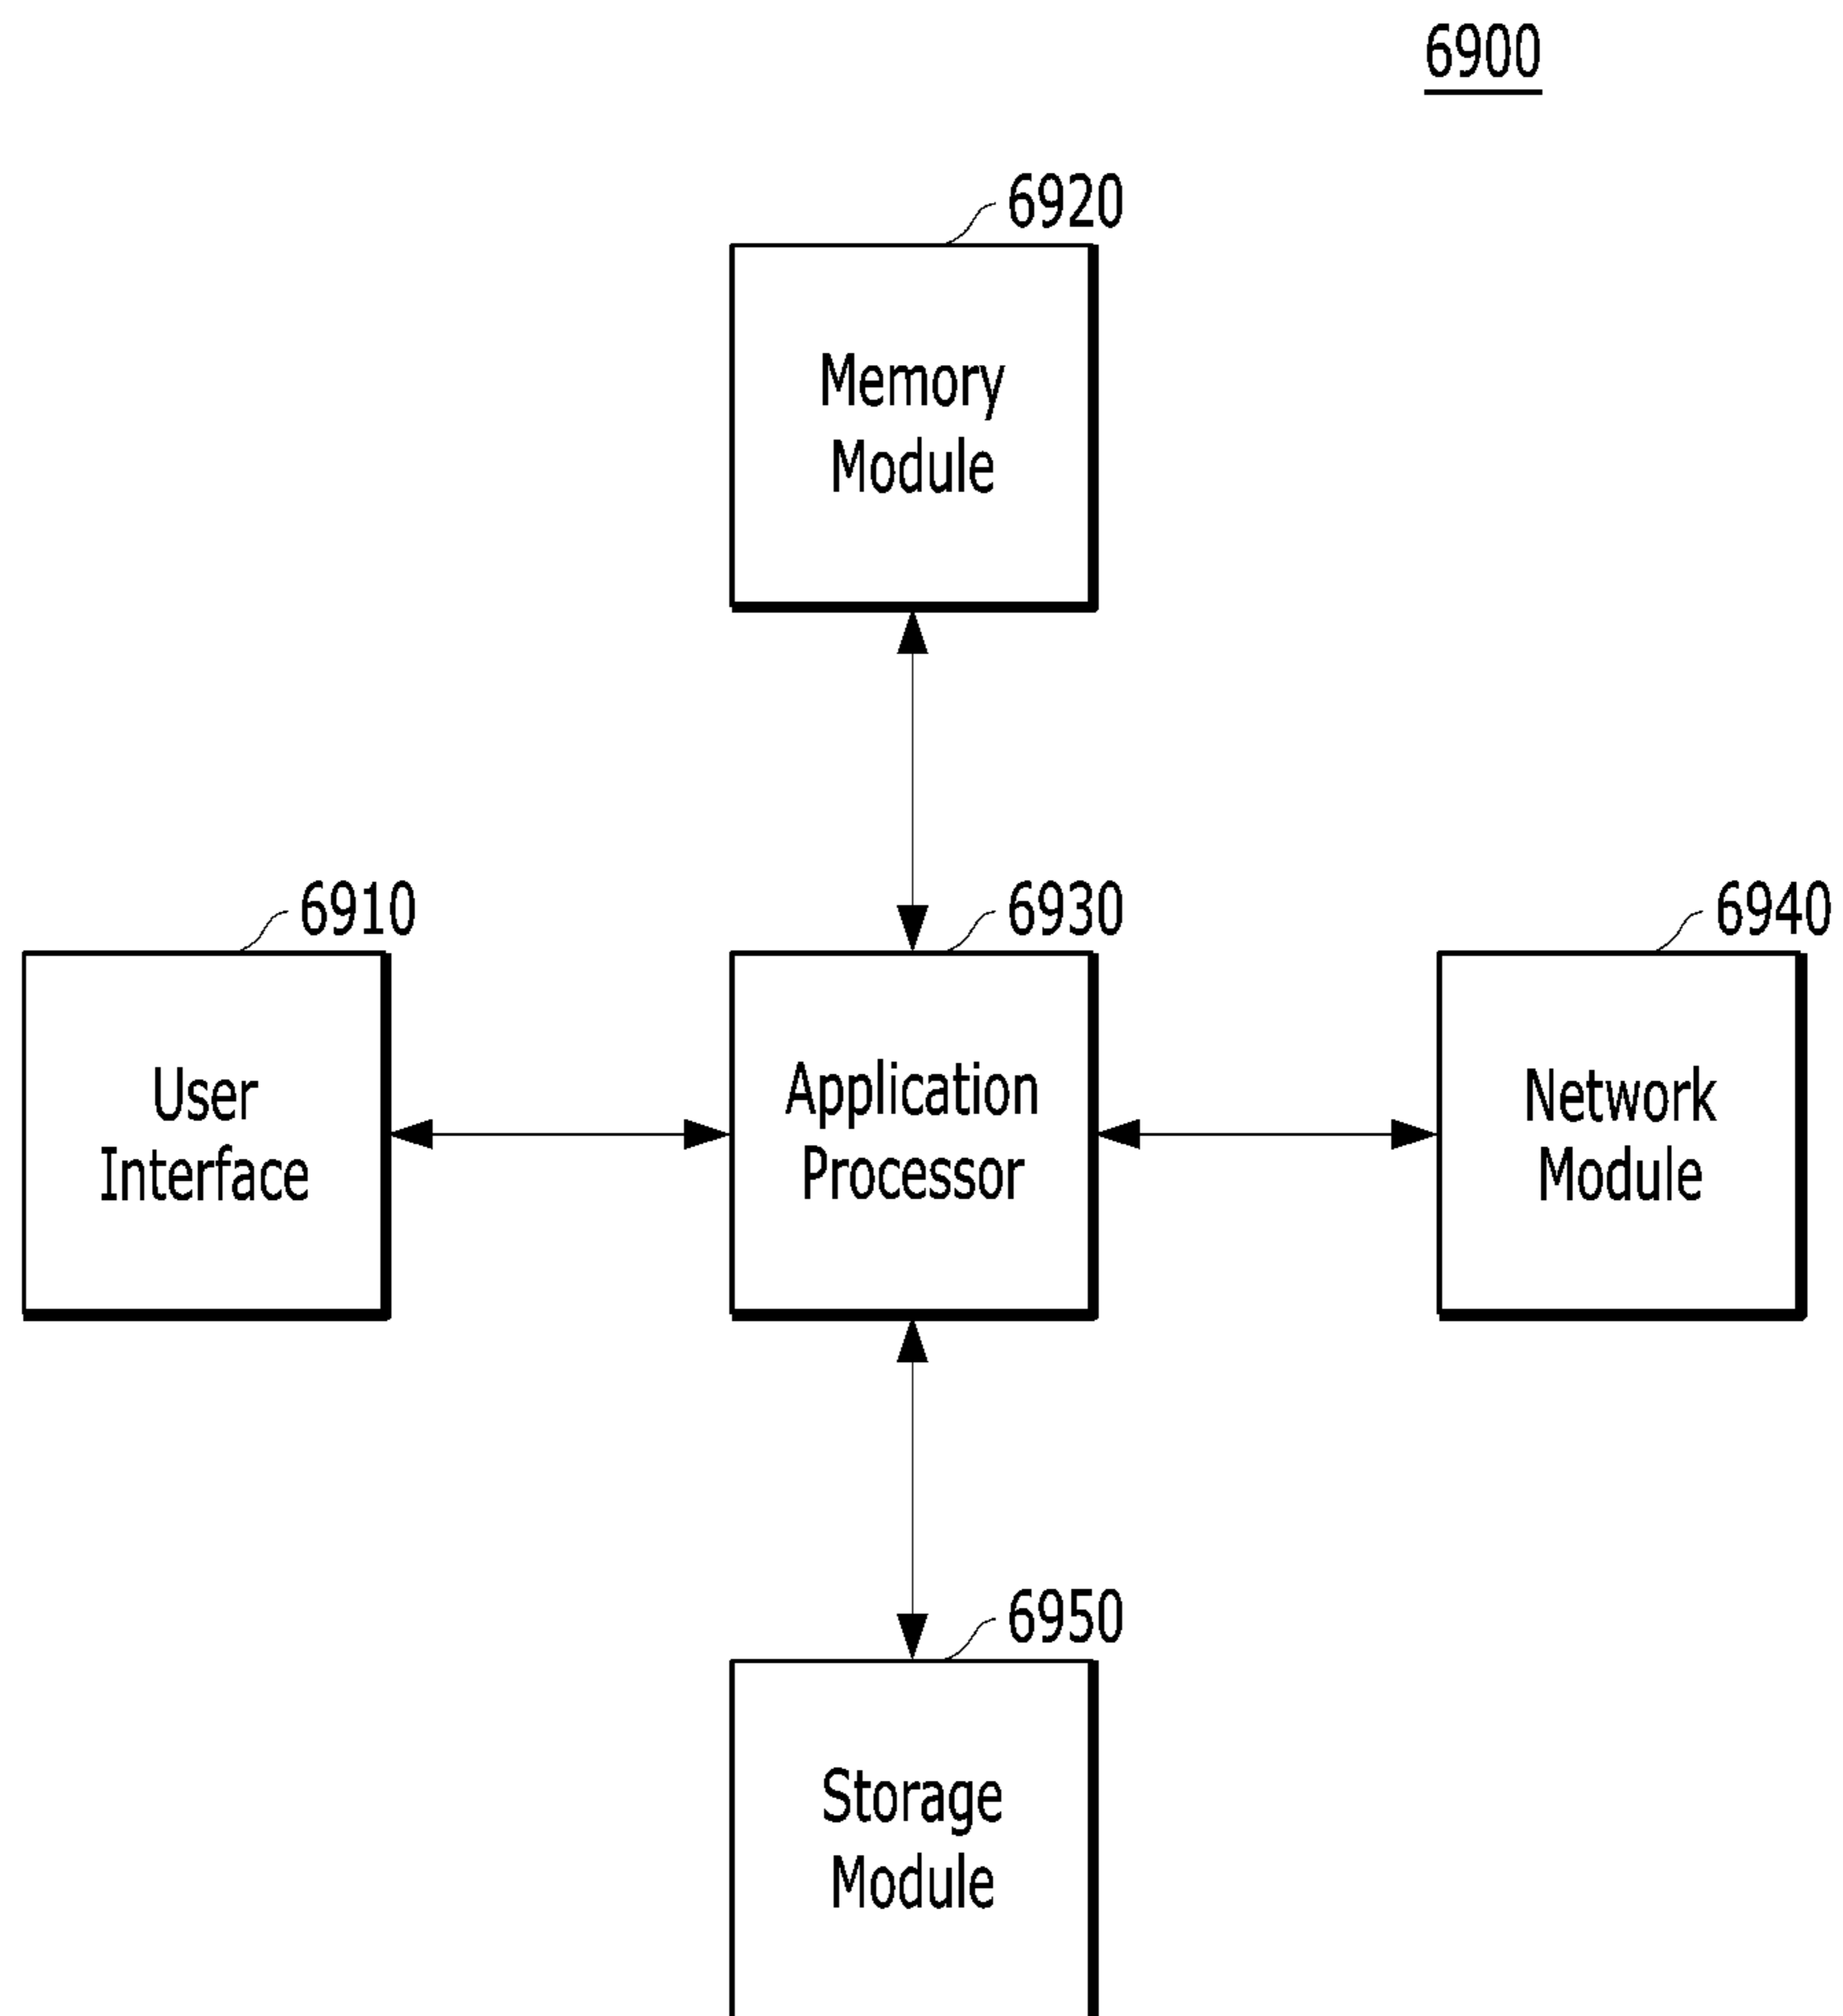 6900
6920
Memory
Module
6910
6930
6940
User
Interface
Application
Processor
Network
Module
6950
Storage
Module